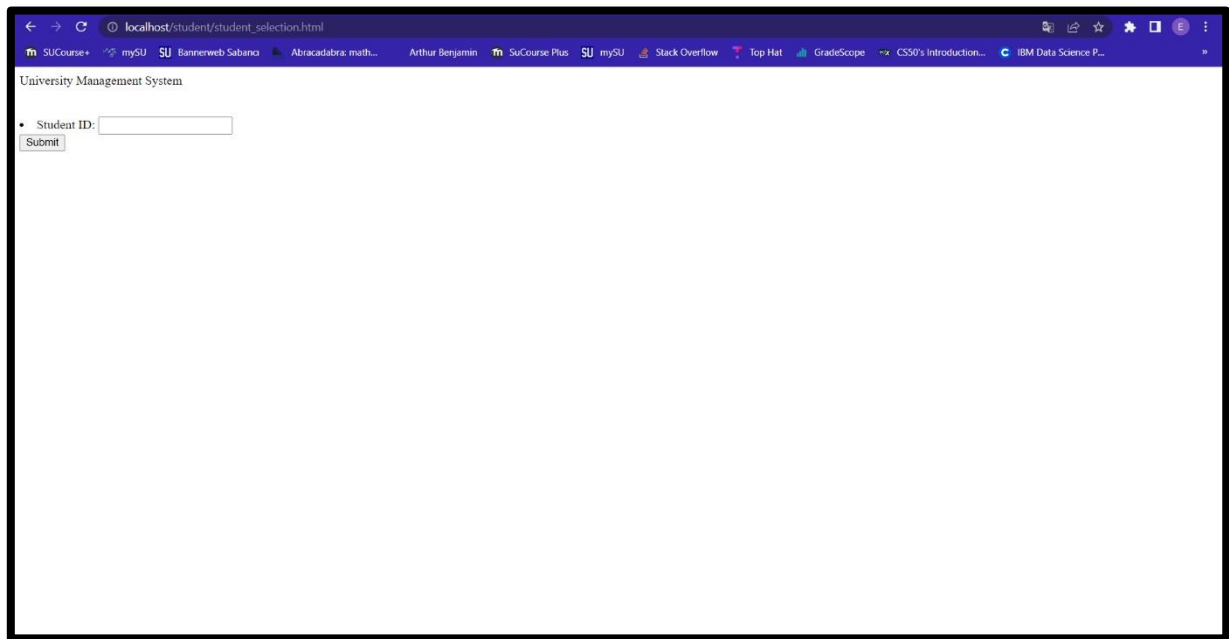 localhost/student/student_selection.html
E
SUCourse+ mySU SU Bannerweb Sabancı Abracadabra: math... Arthur Benjamin SuCourse Plus SU mySU Stack Overflow Top Hat GradeScope CS50's Introduction... IBM Data Science P... »
University Management System
• Student ID:
Submit